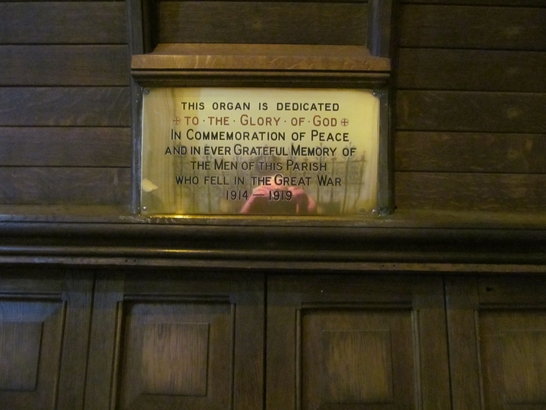 THIS ORGAN IS DEDICATED
✠ TO · THE · GLORY · OF · GOD ✠
IN COMMEMORATION OF PEACE
AND IN EVER GRATEFUL MEMORY OF
THE MEN OF THIS PARISH
WHO FELL IN THE GREAT WAR
1914 — 1919